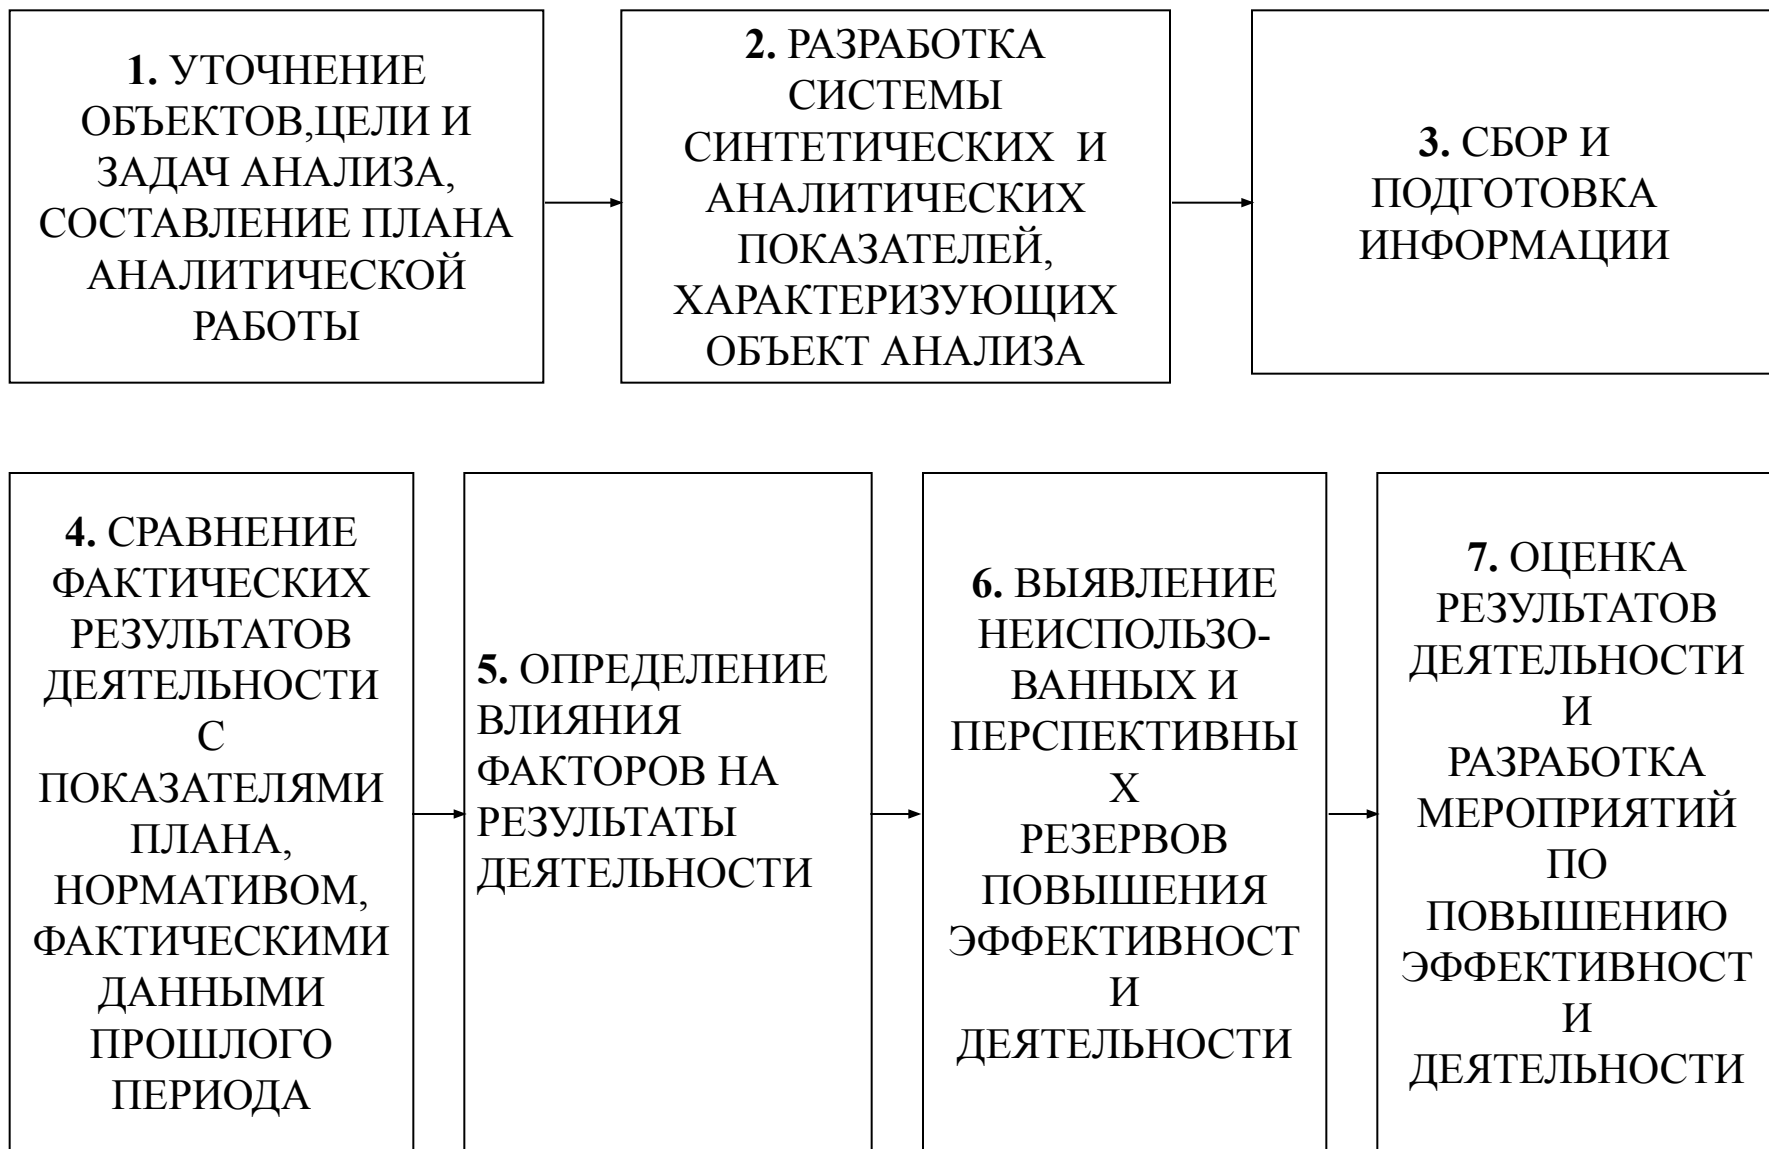 1. УТОЧНЕНИЕ
ОБЪЕКТОВ,ЦЕЛИ И
ЗАДАЧ АНАЛИЗА,
СОСТАВЛЕНИЕ ПЛАНА
АНАЛИТИЧЕСКОЙ
РАБОТЫ
2. РАЗРАБОТКА
СИСТЕМЫ
СИНТЕТИЧЕСКИХ И
АНАЛИТИЧЕСКИХ
ПОКАЗАТЕЛЕЙ,
ХАРАКТЕРИЗУЮЩИХ
ОБЪЕКТ АНАЛИЗА
3. СБОР И
ПОДГОТОВКА
ИНФОРМАЦИИ
4. СРАВНЕНИЕ
ФАКТИЧЕСКИХ
РЕЗУЛЬТАТОВ
ДЕЯТЕЛЬНОСТИ
С
ПОКАЗАТЕЛЯМИ
ПЛАНА,
НОРМАТИВОМ,
ФАКТИЧЕСКИМИ
ДАННЫМИ
ПРОШЛОГО
ПЕРИОДА
5. ОПРЕДЕЛЕНИЕ
ВЛИЯНИЯ
ФАКТОРОВ НА
РЕЗУЛЬТАТЫ
ДЕЯТЕЛЬНОСТИ
6. ВЫЯВЛЕНИЕ
НЕИСПОЛЬЗО-
ВАННЫХ И
ПЕРСПЕКТИВНЫ
Х
РЕЗЕРВОВ
ПОВЫШЕНИЯ
ЭФФЕКТИВНОСТ
И
ДЕЯТЕЛЬНОСТИ
7. ОЦЕНКА
РЕЗУЛЬТАТОВ
ДЕЯТЕЛЬНОСТИ
И
РАЗРАБОТКА
МЕРОПРИЯТИЙ
ПО
ПОВЫШЕНИЮ
ЭФФЕКТИВНОСТ
И
ДЕЯТЕЛЬНОСТИ